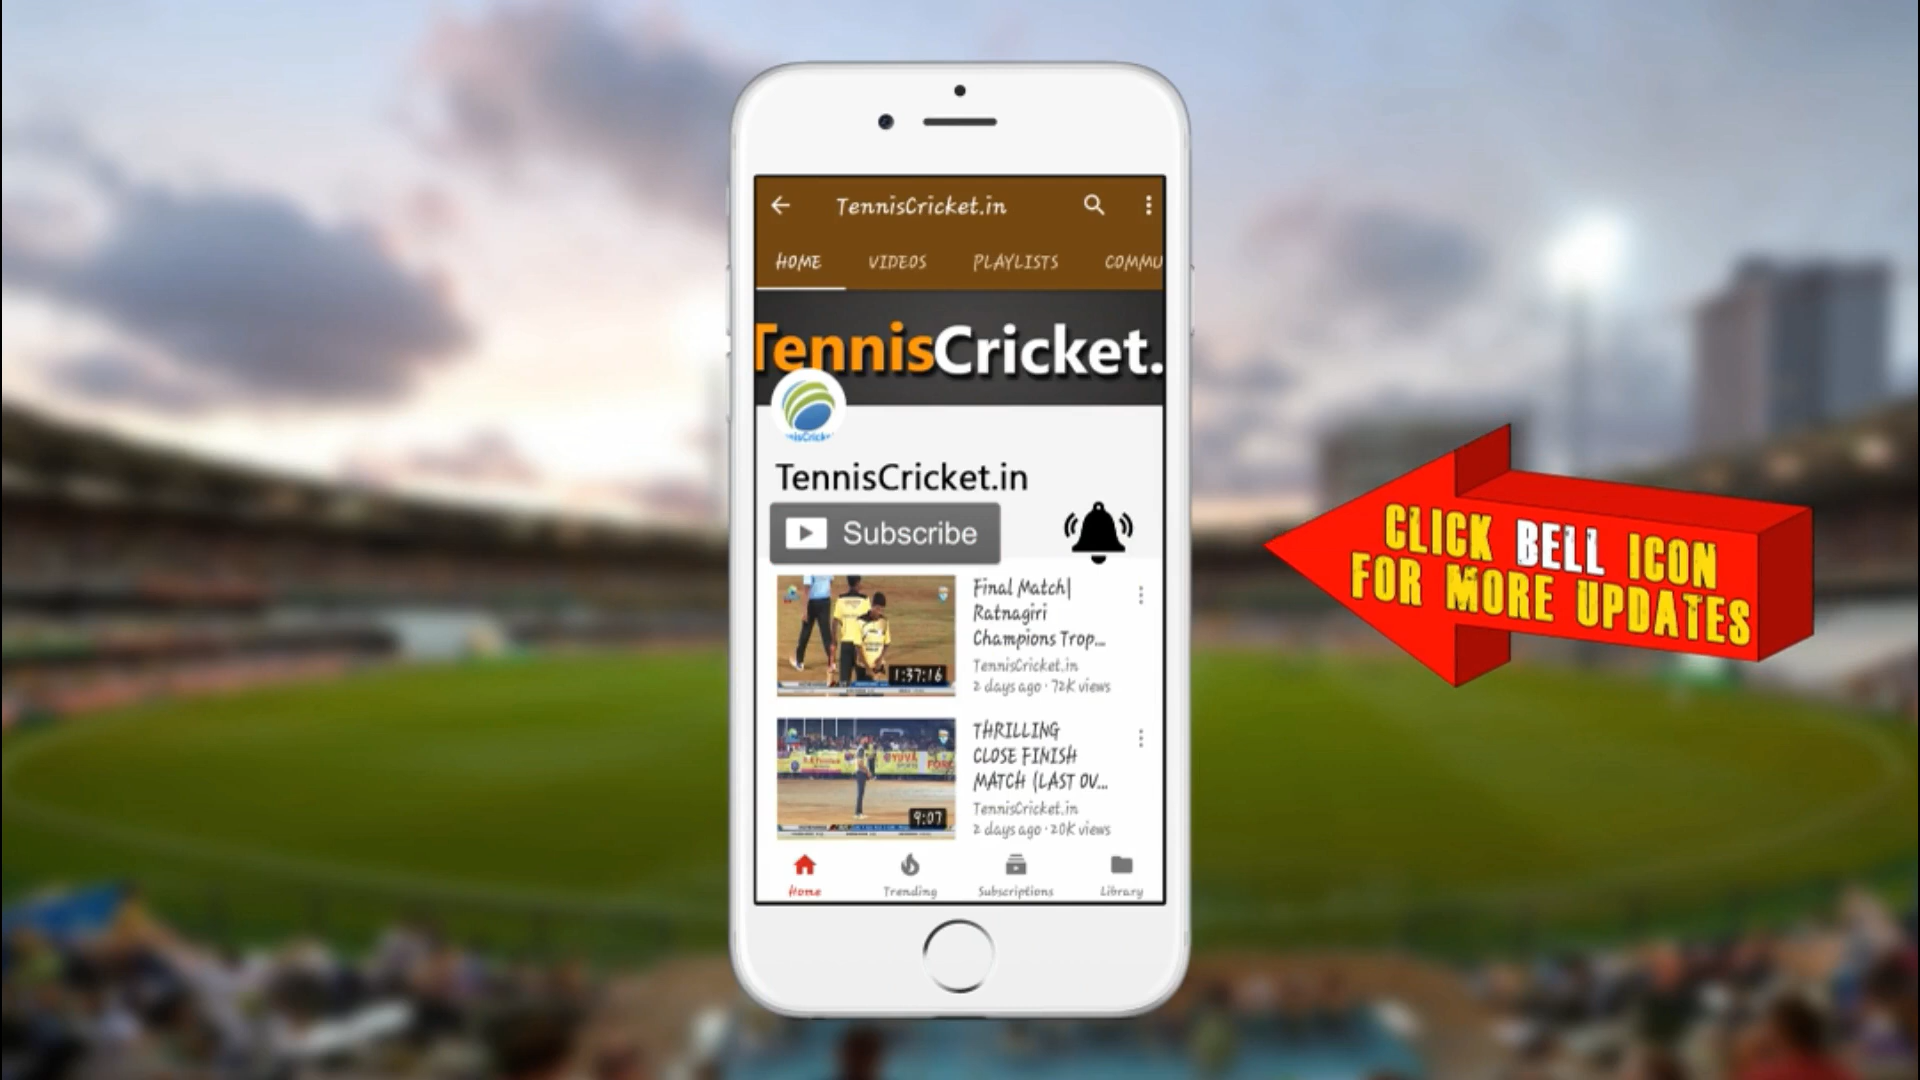 TennisCricket.in
HOME VIDEOS PLAYLISTS COMMU
TennisCricket.
TennisCricket.in
Subscribe
CLICK BELL ICON
FOR MORE UPDATES
Final Match|
Ratnagiri
Champions Trop...
TennisCricket.in
2 days ago · 72K views
1:37:16
THRILLING
CLOSE FINISH
MATCH (LAST OV...
TennisCricket.in
2 days ago · 20K views
9:07
Home Trending Subscriptions Library